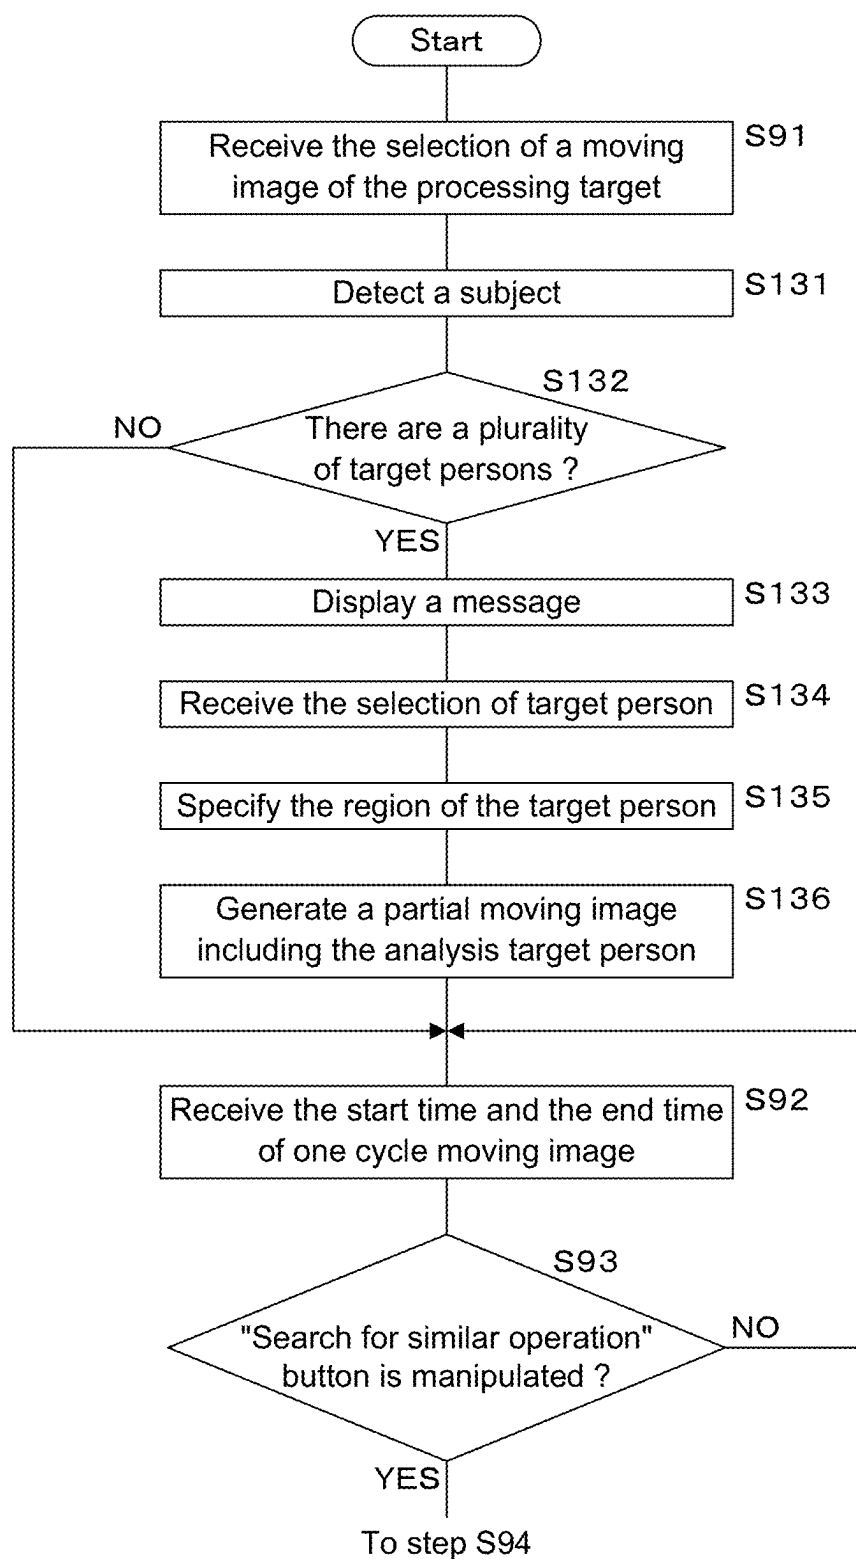 Start
S91
Receive the selection of a moving
image of the processing target
S131
Detect a subject
S132
NO
There are a plurality
of target persons ?
YES
S133
Display a message
S134
Receive the selection of target person
S135
Specify the region of the target person
S136
Generate a partial moving image
including the analysis target person
S92
Receive the start time and the end time
of one cycle moving image
S93
"Search for similar operation"
button is manipulated ?
NO
YES
To step S94